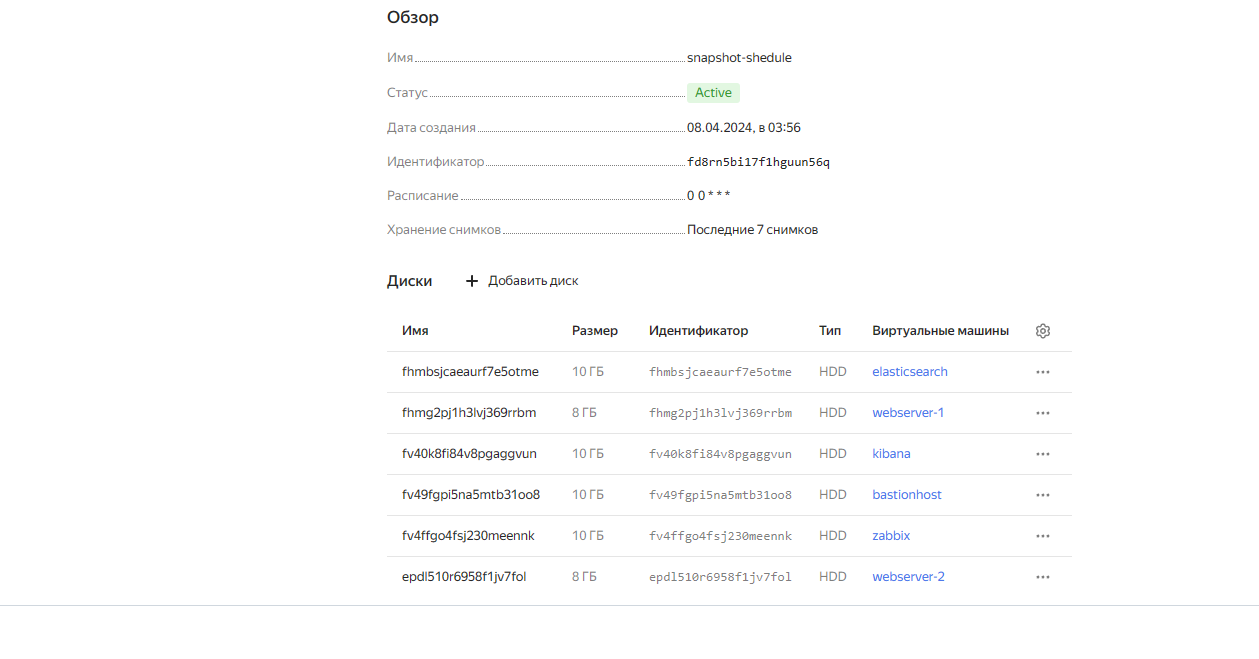 Обзор
Имя snapshot-shedule
Статус Active
Дата создания 08.04.2024, в 03:56
Идентификатор fd8rn5bi17f1hguun56q
Расписание 0 0 * * *
Хранение снимков Последние 7 снимков
Диски + Добавить диск
Имя Размер Идентификатор Тип Виртуальные машины
fhmbsjcaeaurf7e5otme 10 ГБ fhmbsjcaeaurf7e5otme HDD elasticsearch
fhmg2pj1h3lvj369rrbm 8 ГБ fhmg2pj1h3lvj369rrbm HDD webserver-1
fv40k8fi84v8pgaggvun 10 ГБ fv40k8fi84v8pgaggvun HDD kibana
fv49fgpi5na5mtb31oo8 10 ГБ fv49fgpi5na5mtb31oo8 HDD bastionhost
fv4ffgo4fsj230meennk 10 ГБ fv4ffgo4fsj230meennk HDD zabbix
epdl510r6958f1jv7fol 8 ГБ epdl510r6958f1jv7fol HDD webserver-2